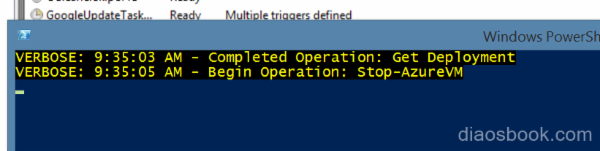 GoogleUpdateTask... Ready Multiple triggers defined
Windows PowerSh
VERBOSE: 9:35:03 AM - Completed Operation: Get Deployment
VERBOSE: 9:35:05 AM - Begin Operation: Stop-AzureVM
diaosbook.com